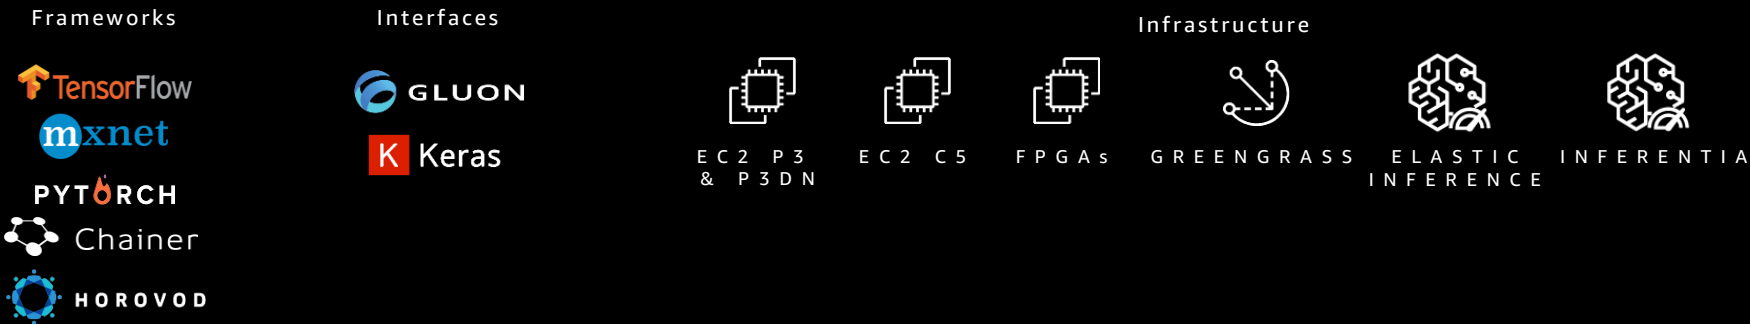 Frameworks
TensorFlow
mxnet
PYTORCH
Chainer
HOROVOD
Interfaces
GLUON
K Keras
Infrastructure
EC2 P3
& P3DN
EC2 C5
FPGAs
GREENGRASS
ELASTIC
INFERENCE
INFERENTIA